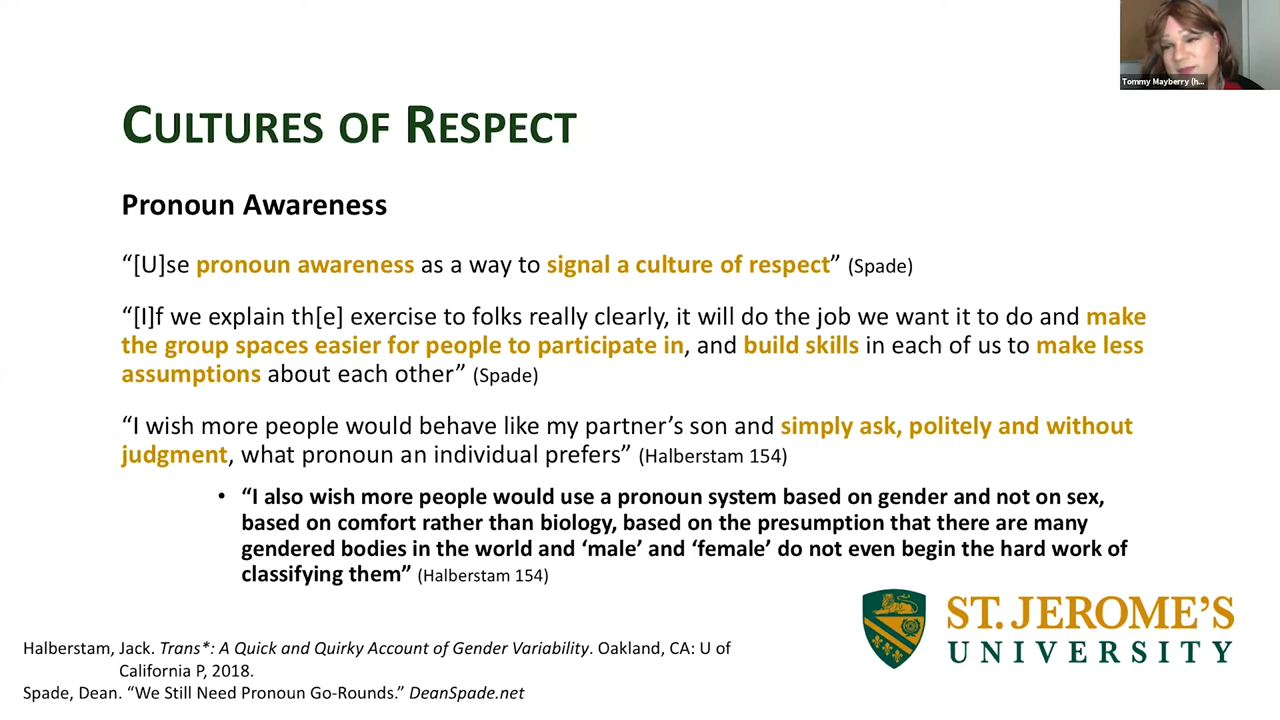 Tommy Mayberry (h...
CULTURES OF RESPECT
Pronoun Awareness
“[U]se pronoun awareness as a way to signal a culture of respect” (Spade)
“[I]f we explain th[e] exercise to folks really clearly, it will do the job we want it to do and make
the group spaces easier for people to participate in, and build skills in each of us to make less
assumptions about each other” (Spade)
“I wish more people would behave like my partner’s son and simply ask, politely and without
judgment, what pronoun an individual prefers” (Halberstam 154)
• “I also wish more people would use a pronoun system based on gender and not on sex,
based on comfort rather than biology, based on the presumption that there are many
gendered bodies in the world and ‘male’ and ‘female’ do not even begin the hard work of
classifying them” (Halberstam 154)
ST. JEROME’S
UNIVERSITY
Halberstam, Jack. Trans*: A Quick and Quirky Account of Gender Variability. Oakland, CA: U of
California P, 2018.
Spade, Dean. “We Still Need Pronoun Go-Rounds.” DeanSpade.net